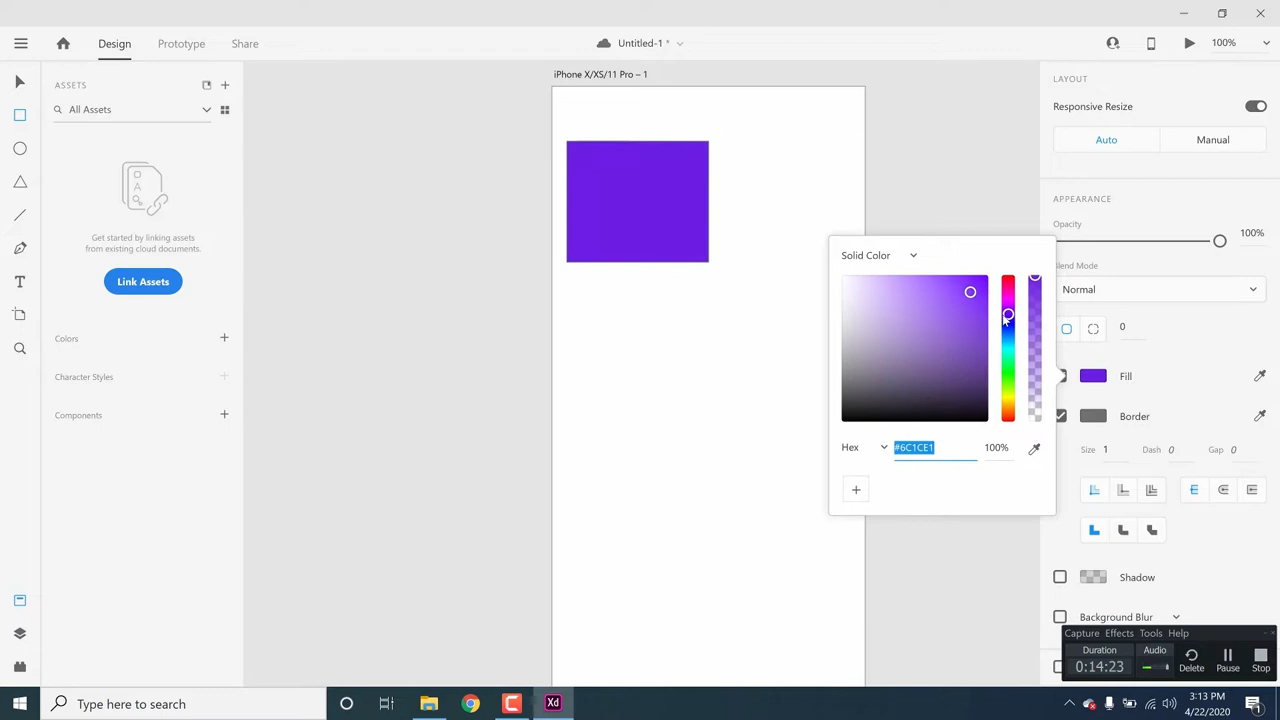 Design Prototype Share Untitled-1 * 100%
ASSETS
All Assets
Get started by linking assets
from existing cloud documents.
Link Assets
Colors
Character Styles
Components
iPhone X/XS/11 Pro – 1
Solid Color
Hex #6C1CE1 100%
LAYOUT
Responsive Resize
Auto Manual
APPEARANCE
Opacity
100%
Blend Mode
Normal
0
Fill
Border
Size 1 Dash 0 Gap 0
Shadow
Background Blur
Capture Effects Tools Help
Duration Audio
0:14:23 Delete Pause Stop
Type here to search
Xd
3:13 PM
4/22/2020
1